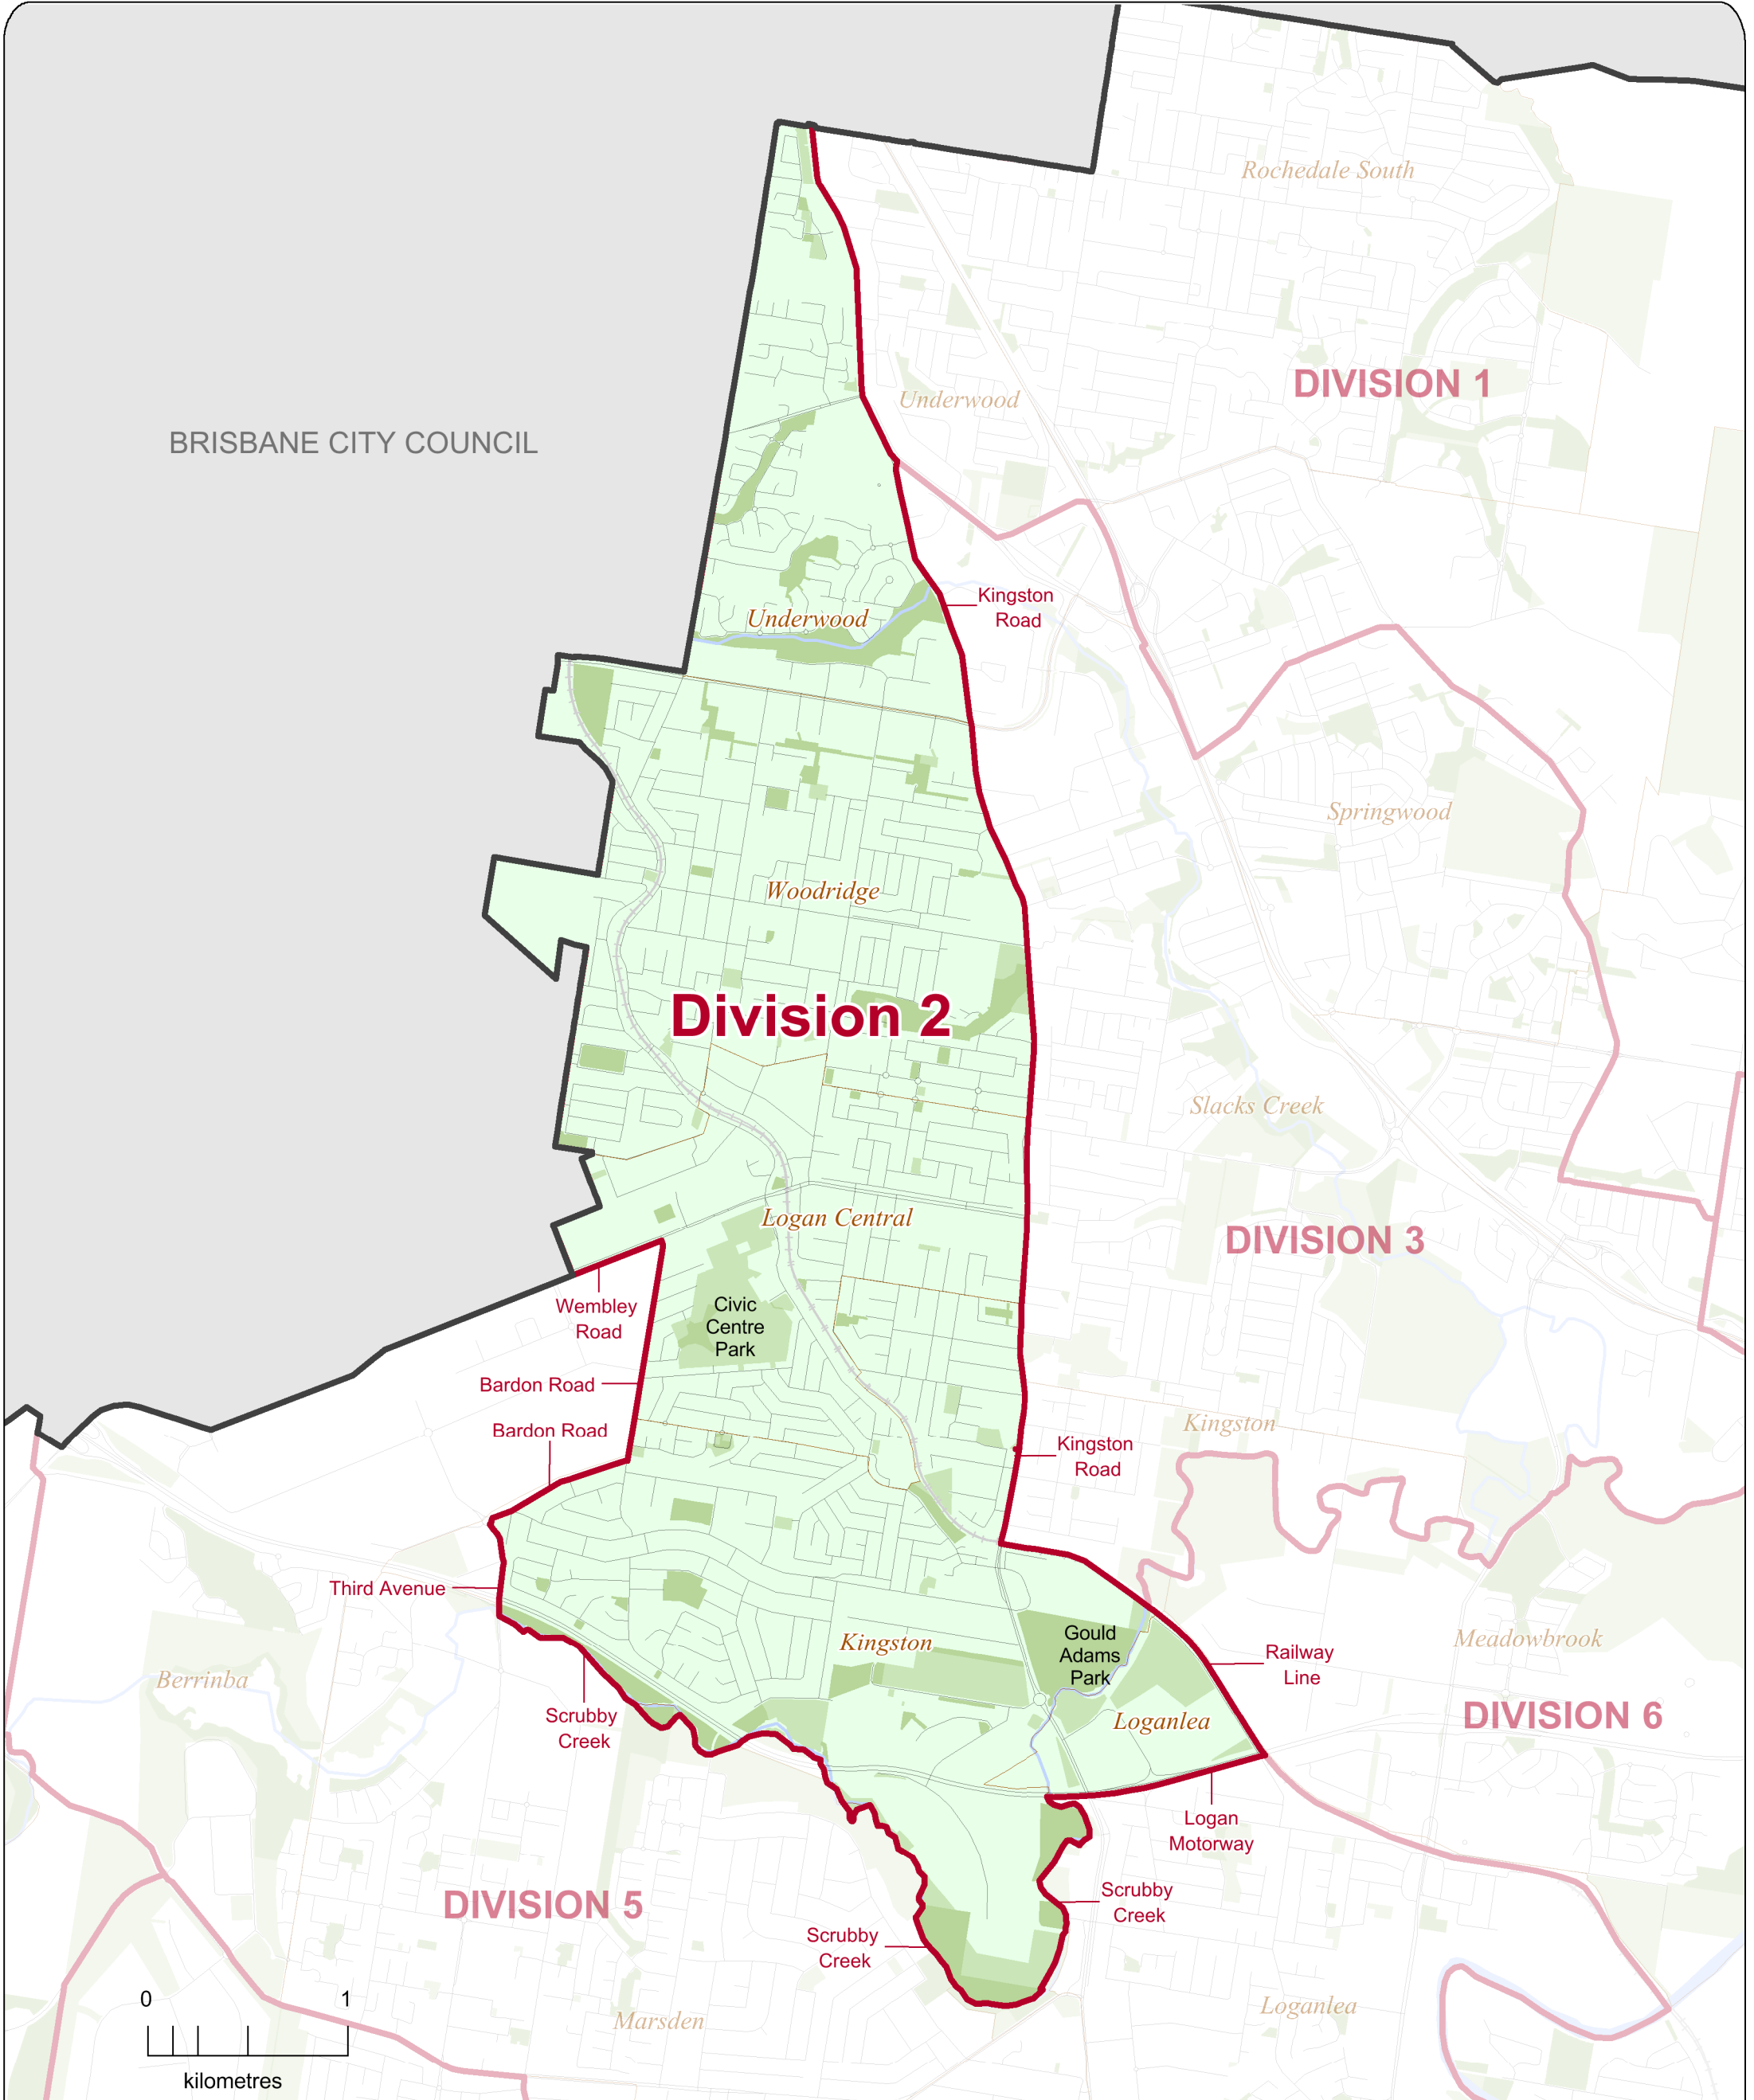 Rochedale South
DIVISION 1
Underwood
BRISBANE CITY COUNCIL
Kingston
Road
Underwood
Springwood
Woodridge
Division 2
Slacks Creek
Logan Central
DIVISION 3
Wembley
Road
Civic
Centre
Park
Bardon Road
Bardon Road
Kingston
Kingston
Road
Third Avenue
Kingston
Gould
Adams
Park
Meadowbrook
Railway
Line
Berrinba
Scrubby
Creek
Loganlea
DIVISION 6
Logan
Motorway
DIVISION 5
Scrubby
Creek
Scrubby
Creek
0 1
kilometres
Marsden
Loganlea